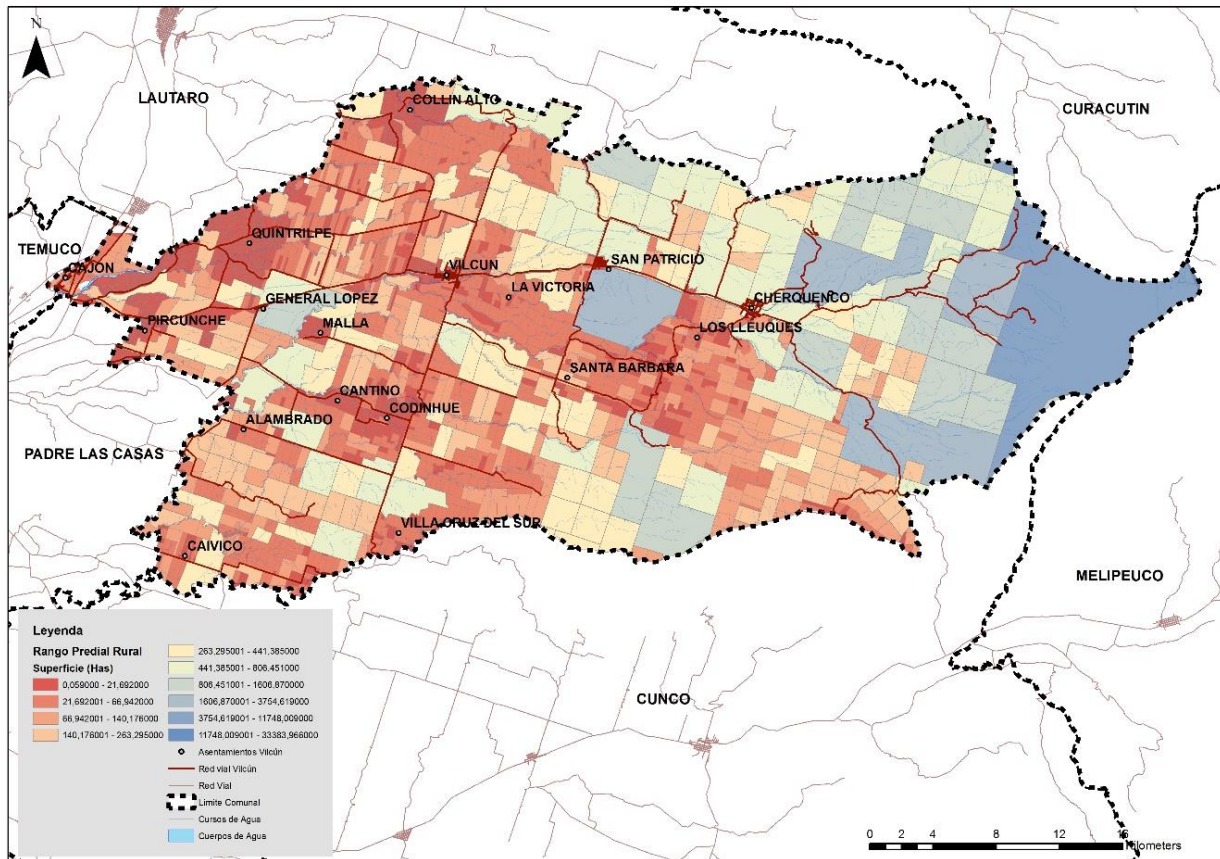 N
LAUTARO
COLLIN ALTO
CURACUTIN
TEMUCO
CAJON
QUINTRILPE
VILCUN
SAN PATRICIO
LA VICTORIA
GENERAL LOPEZ
CHERQUENCO
PIRCUNCHE
MALLA
LOS LLEUQUES
SANTA BARBARA
CANTINO
CODINHUE
ALAMBRADO
PADRE LAS CASAS
VILLA CRUZ DEL SUR
CAIVICO
MELIPEUCO
CUNCO
Leyenda
Rango Predial Rural
Superficie (Has)
0,059000 - 21,692000
21,692001 - 66,942000
66,942001 - 140,176000
140,176001 - 263,295000
263,295001 - 441,385000
441,385001 - 806,451000
806,451001 - 1606,870000
1606,870001 - 3754,619000
3754,619001 - 11748,009000
11748,009001 - 33383,966000
Asentamientos Vilcún
Red vial Vilcún
Red Vial
Limite Comunal
Cursos de Agua
Cuerpos de Agua
0 2 4 8 12 16
Kilometers